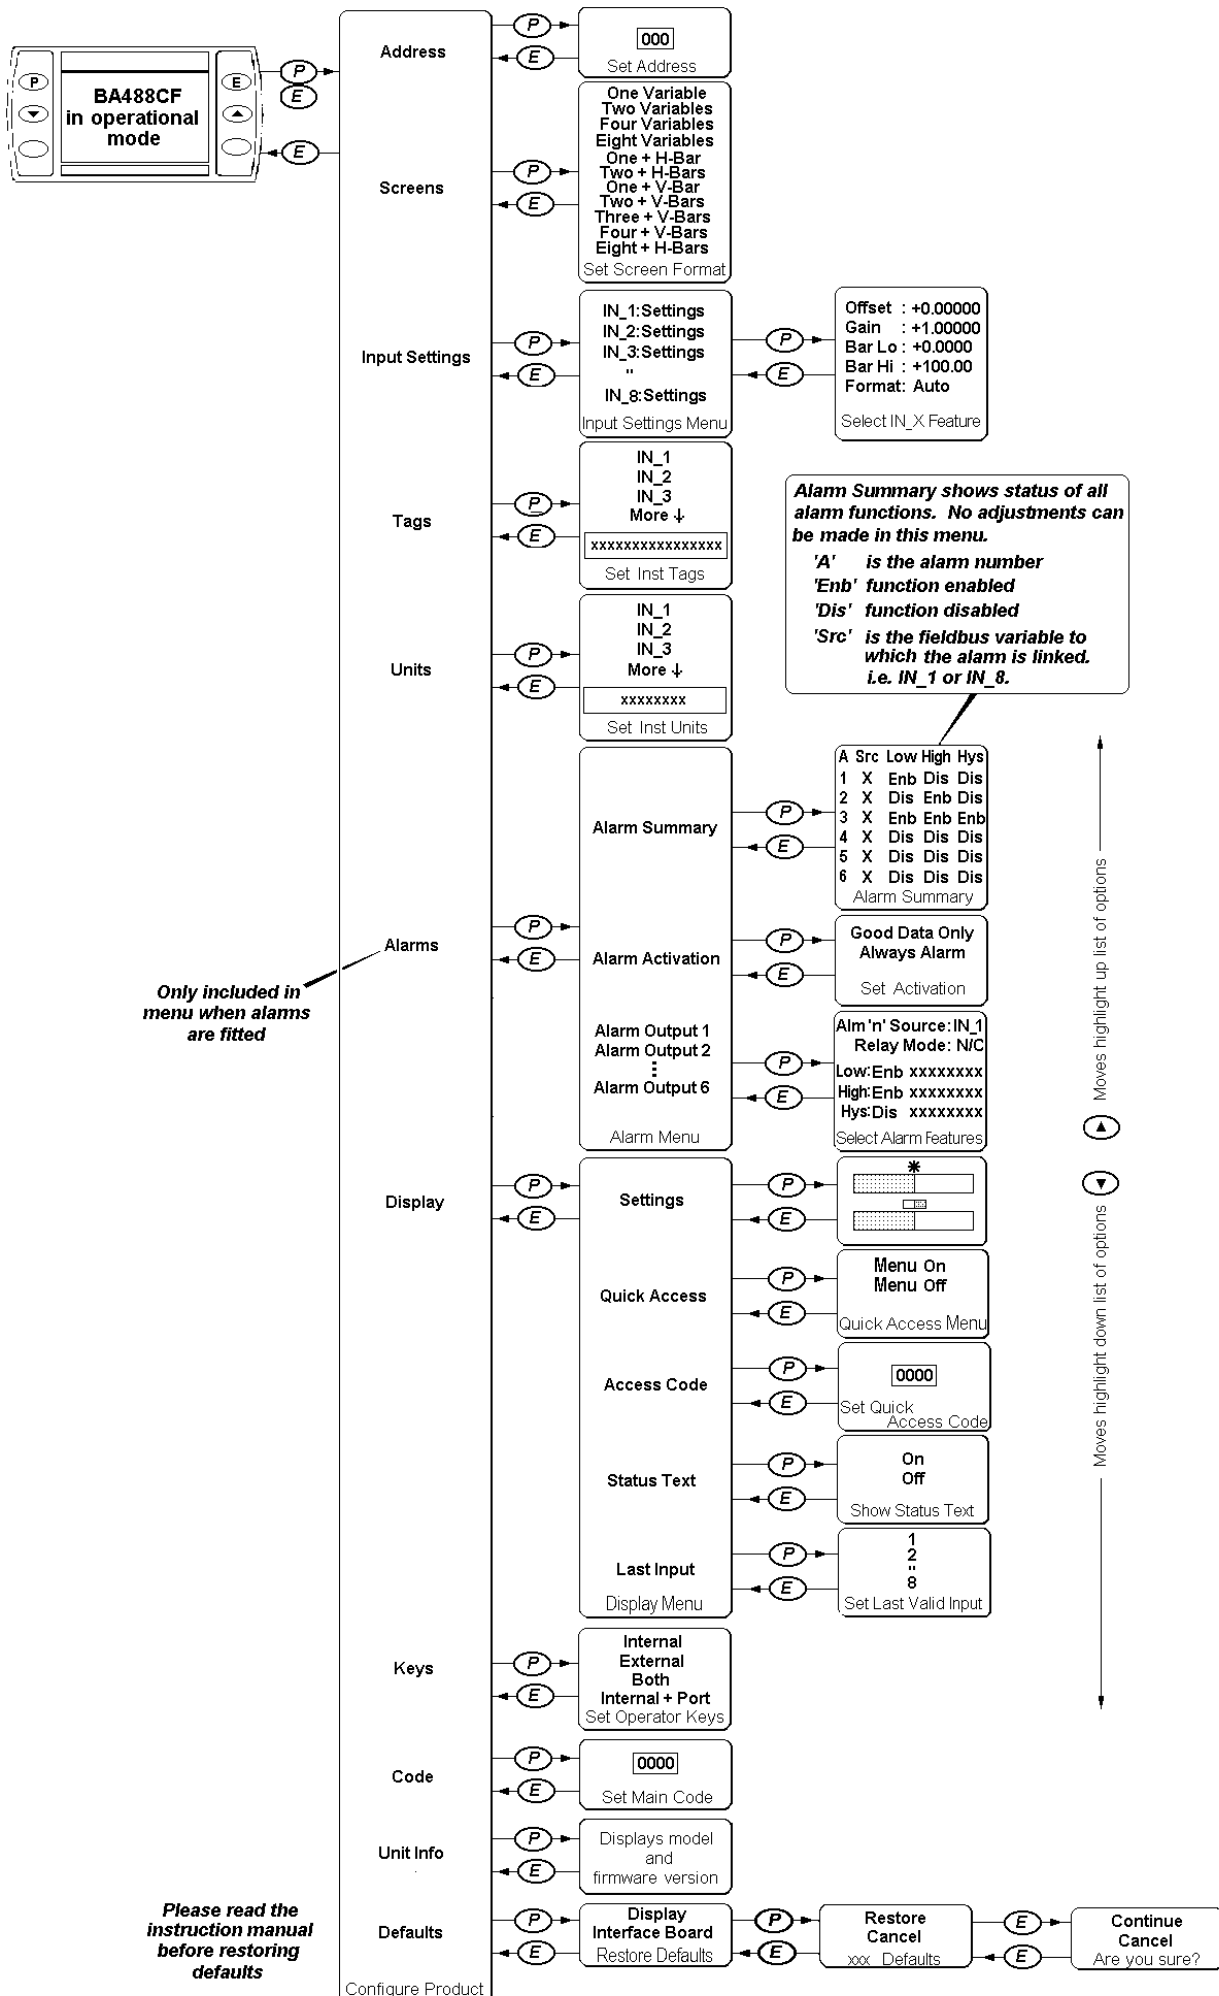 BA488CF
in operational
mode
P
E
P
E
E
Address
P
E
000
Set Address
Screens
P
E
One Variable
Two Variables
Four Variables
Eight Variables
One + H-Bar
Two + H-Bars
One + V-Bar
Two + V-Bars
Three + V-Bars
Four + V-Bars
Eight + H-Bars
Set Screen Format
Input Settings
P
E
IN_1:Settings
IN_2:Settings
IN_3:Settings
"
IN_8:Settings
Input Settings Menu
P
E
Offset : +0.00000
Gain : +1.00000
Bar Lo : +0.0000
Bar Hi : +100.00
Format: Auto
Select IN_X Feature
Tags
P
E
IN_1
IN_2
IN_3
More ↓
xxxxxxxxxxxxxxxx
Set Inst Tags
Alarm Summary shows status of all
alarm functions. No adjustments can
be made in this menu.
'A' is the alarm number
'Enb' function enabled
'Dis' function disabled
'Src' is the fieldbus variable to
which the alarm is linked.
i.e. IN_1 or IN_8.
Units
P
E
IN_1
IN_2
IN_3
More ↓
xxxxxxxx
Set Inst Units
Alarms
Only included in
menu when alarms
are fitted
P
E
Alarm Summary
P
E
A Src Low High Hys
1 X Enb Dis Dis
2 X Dis Enb Dis
3 X Enb Enb Enb
4 X Dis Dis Dis
5 X Dis Dis Dis
6 X Dis Dis Dis
Alarm Summary
Alarm Activation
P
E
Good Data Only
Always Alarm
Set Activation
Alarm Output 1
Alarm Output 2
Alarm Output 6
Alarm Menu
P
E
Alm 'n' Source: IN_1
Relay Mode: N/C
Low:Enb xxxxxxxx
High:Enb xxxxxxxx
Hys:Dis xxxxxxxx
Select Alarm Features
Moves highlight up list of options
Moves highlight down list of options
Display
P
E
Settings
P
E
Quick Access
P
E
Menu On
Menu Off
Quick Access Menu
Access Code
P
E
0000
Set Quick
Access Code
Status Text
P
E
On
Off
Show Status Text
Last Input
Display Menu
P
E
1
2
"
8
Set Last Valid Input
Keys
P
E
Internal
External
Both
Internal + Port
Set Operator Keys
Code
P
E
0000
Set Main Code
Unit Info
P
E
Displays model
and
firmware version
Please read the
instruction manual
before restoring
defaults
Defaults
P
E
Display
Interface Board
Restore Defaults
P
E
Restore
Cancel
xxx Defaults
E
E
Continue
Cancel
Are you sure?
Configure Product